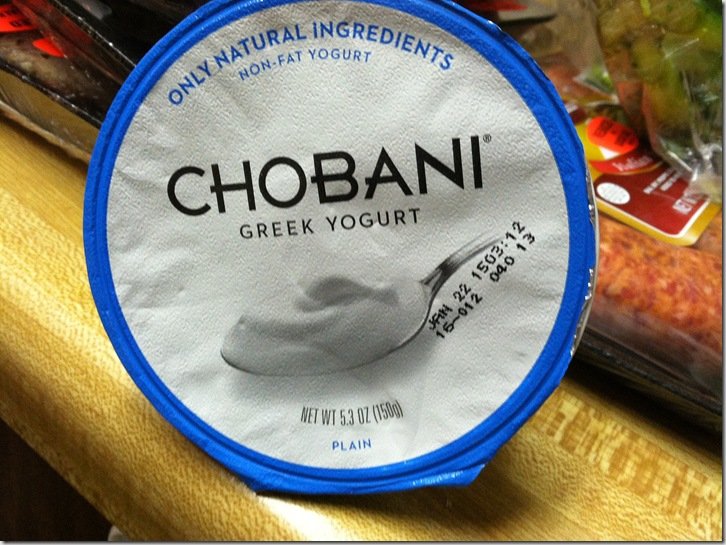 ONLY NATURAL INGREDIENTS
NON-FAT YOGURT
CHOBANI®
GREEK YOGURT
JAN 22 1503:12
16-012 040 13
NET WT 5.3 OZ (150g)
PLAIN